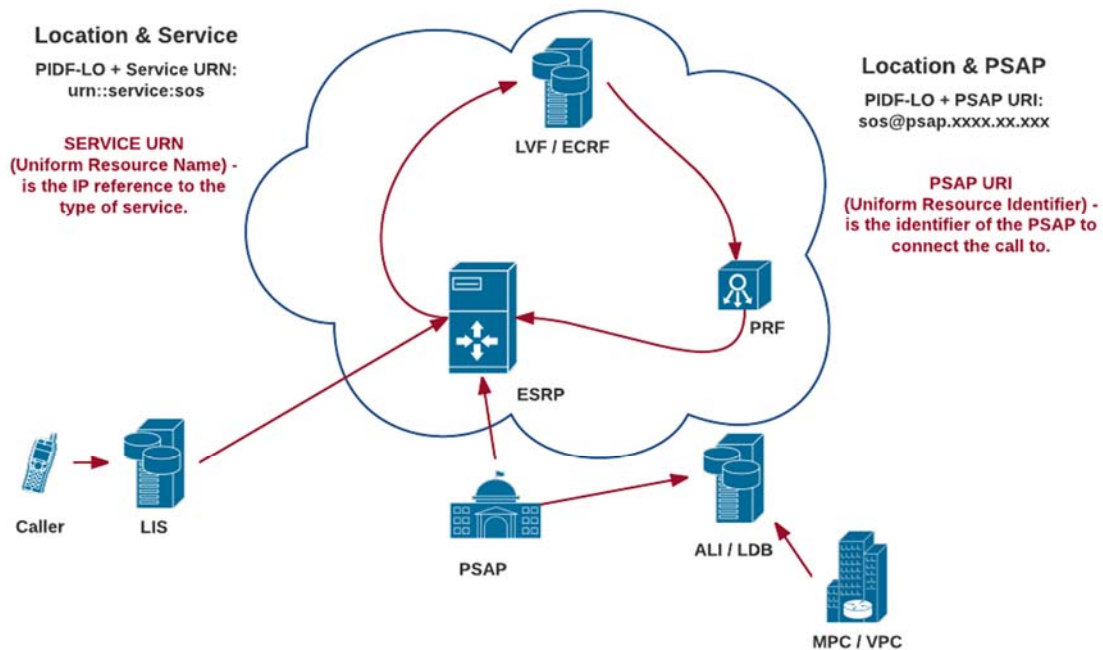 Location & Service
PIDF-LO + Service URN:
urn::service:sos
SERVICE URN
(Uniform Resource Name) -
is the IP reference to the
type of service.
LVF / ECRF
Location & PSAP
PIDF-LO + PSAP URI:
sos@psap.xxxx.xx.xxx
PSAP URI
(Uniform Resource Identifier) -
is the identifier of the PSAP to
connect the call to.
PRF
ESRP
Caller
LIS
PSAP
ALI / LDB
MPC / VPC